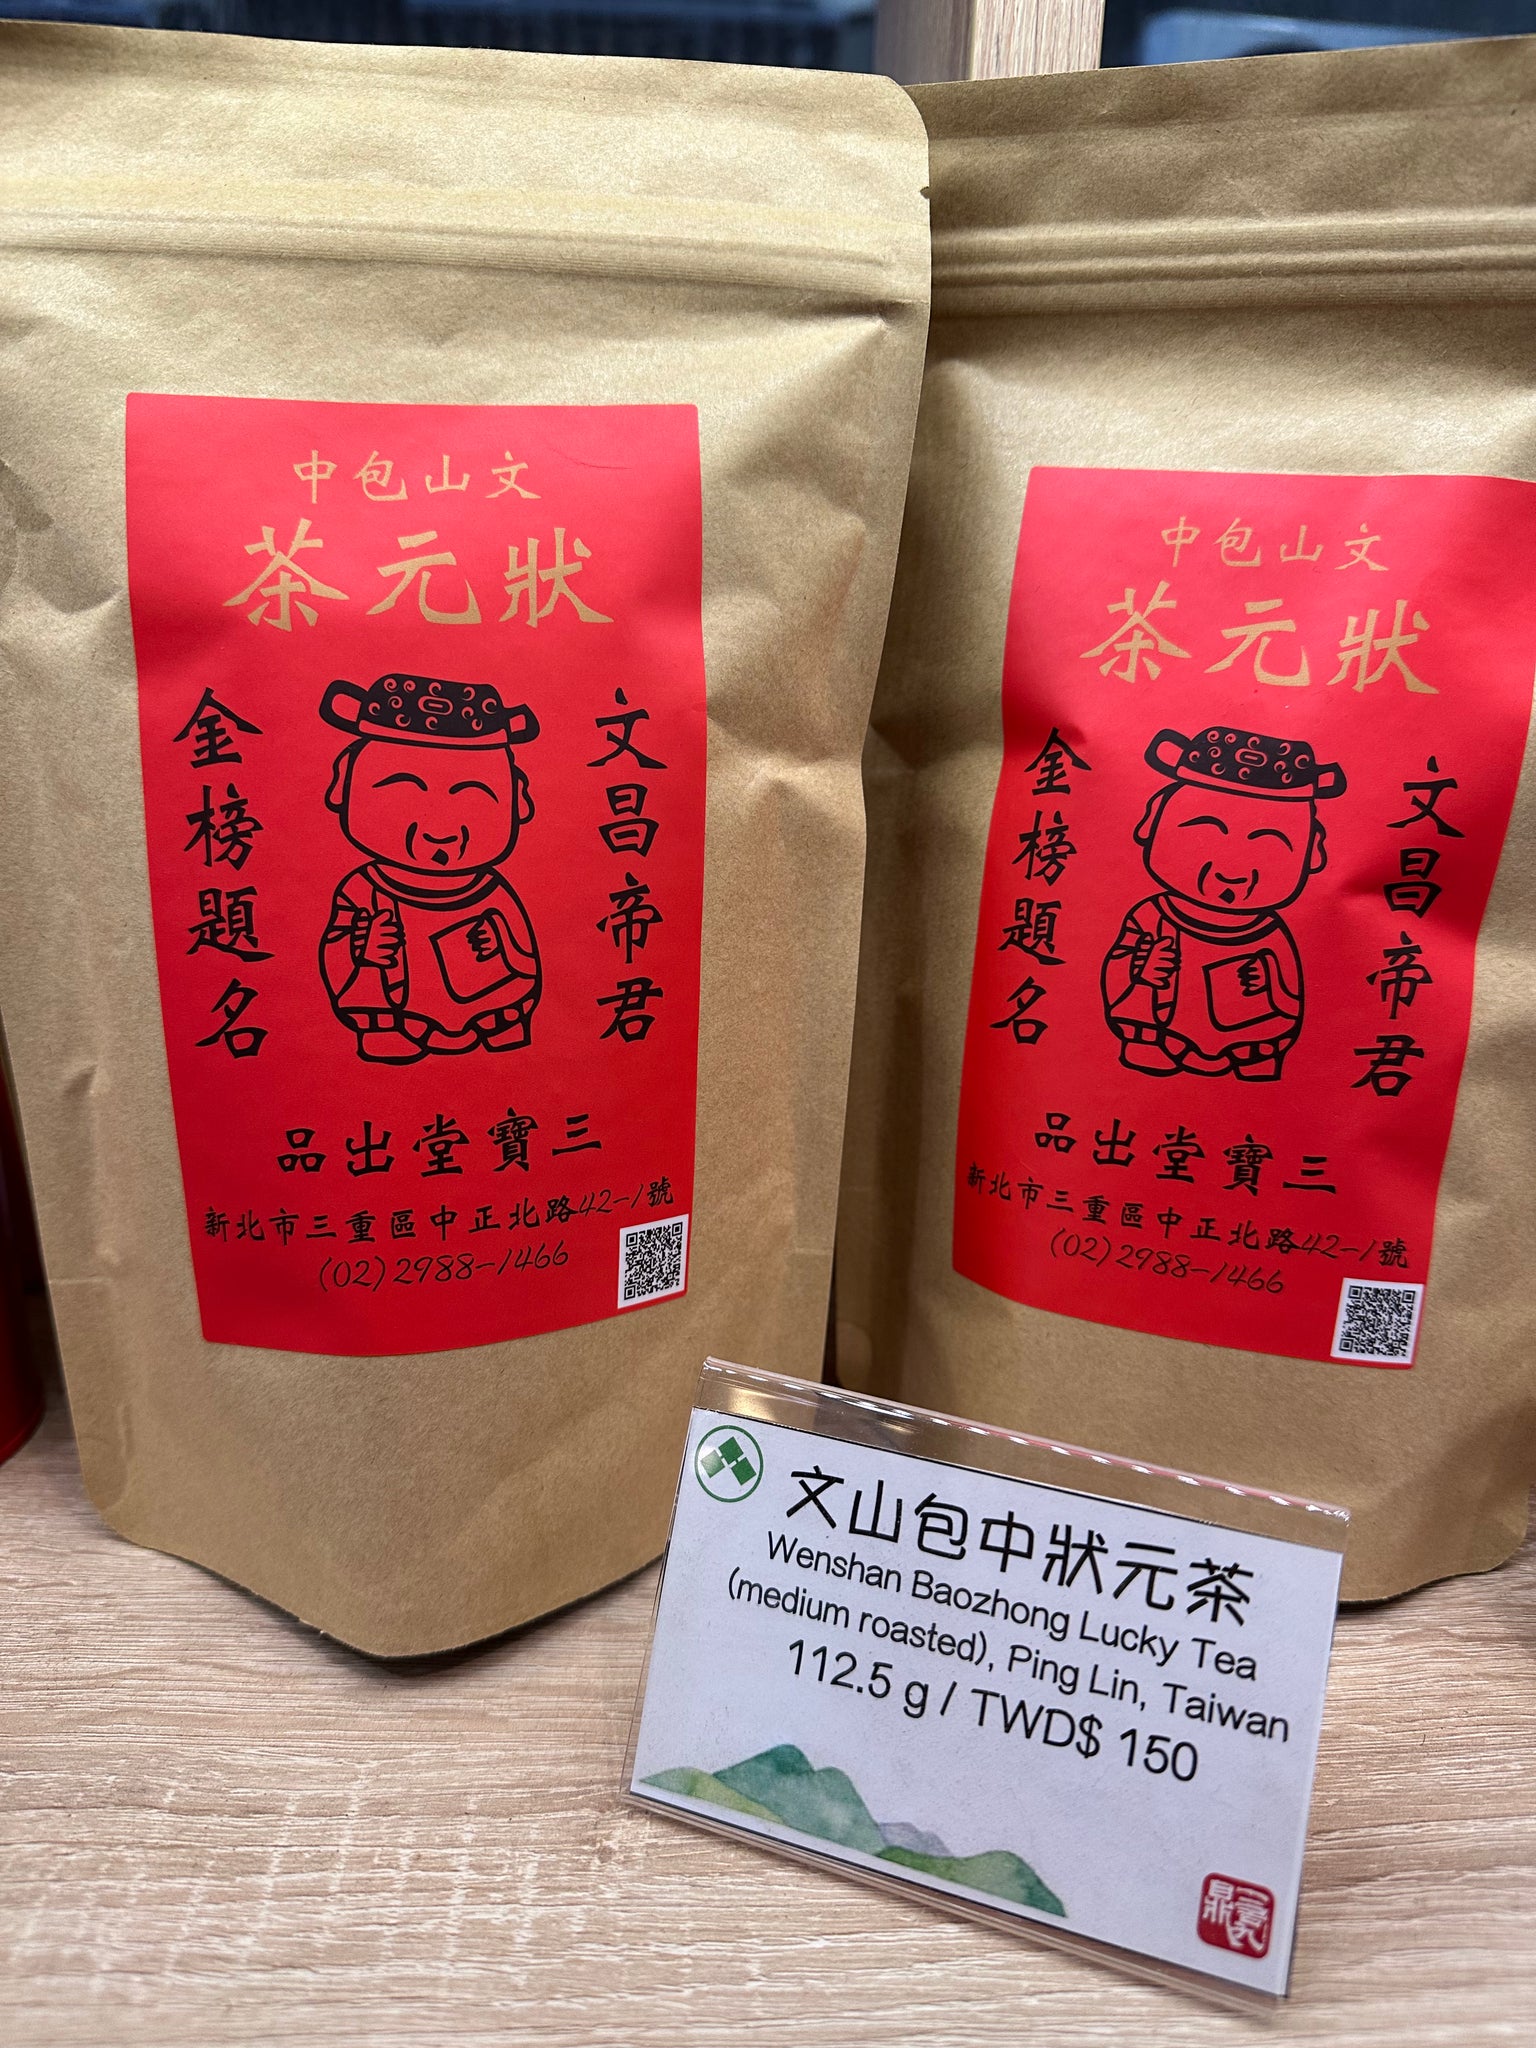 文山包中
狀元茶
文昌帝君
金榜題名
三寶堂出品
新北市三重區中正北路42-1號
(02)2988-1466
文山包中
狀元茶
文昌帝君
金榜題名
三寶堂出品
新北市三重區中正北路42-1號
(02)2988-1466
文山包中狀元茶
Wenshan Baozhong Lucky Tea
(medium roasted), Ping Lin, Taiwan
112.5 g / TWD$ 150